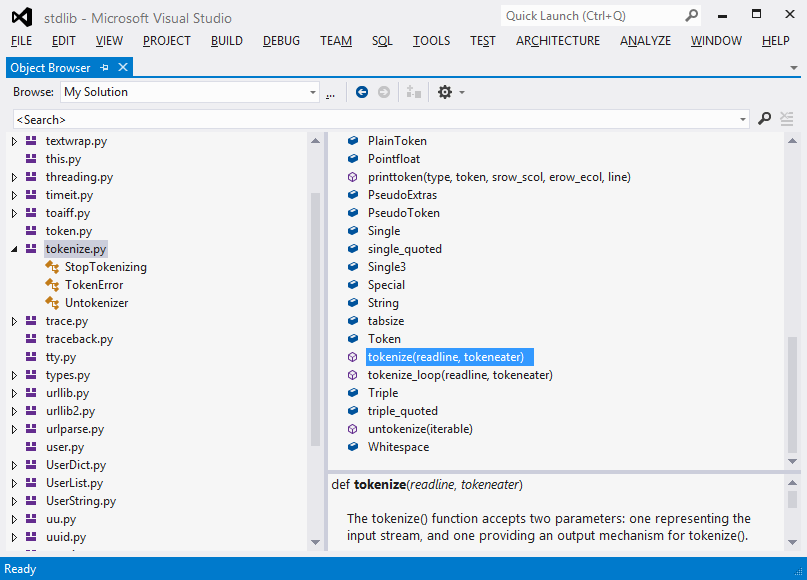 stdlib - Microsoft Visual Studio
Quick Launch (Ctrl+Q)
FILE EDIT VIEW PROJECT BUILD DEBUG TEAM SQL TOOLS TEST ARCHITECTURE ANALYZE WINDOW HELP
Object Browser
Browse: My Solution ...
<Search>
textwrap.py
this.py
threading.py
timeit.py
toaiff.py
token.py
tokenize.py
StopTokenizing
TokenError
Untokenizer
trace.py
traceback.py
tty.py
types.py
urllib.py
urllib2.py
urlparse.py
user.py
UserDict.py
UserList.py
UserString.py
uu.py
uuid.py
PlainToken
Pointfloat
printtoken(type, token, srow_scol, erow_ecol, line)
PseudoExtras
PseudoToken
Single
single_quoted
Single3
Special
String
tabsize
Token
tokenize(readline, tokeneater)
tokenize_loop(readline, tokeneater)
Triple
triple_quoted
untokenize(iterable)
Whitespace
def tokenize(readline, tokeneater)
The tokenize() function accepts two parameters: one representing the
input stream, and one providing an output mechanism for tokenize().
Ready